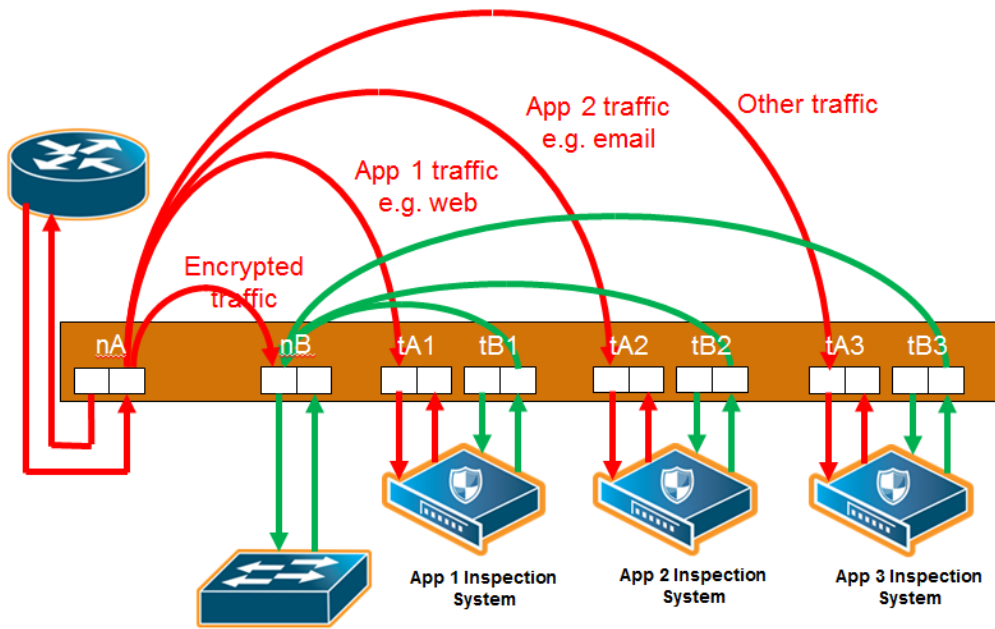 Other traffic
App 2 traffic
e.g. email
App 1 traffic
e.g. web
Encrypted
traffic
nA
nB
tA1
tB1
tA2
tB2
tA3
tB3
App 1 Inspection
System
App 2 Inspection
System
App 3 Inspection
System